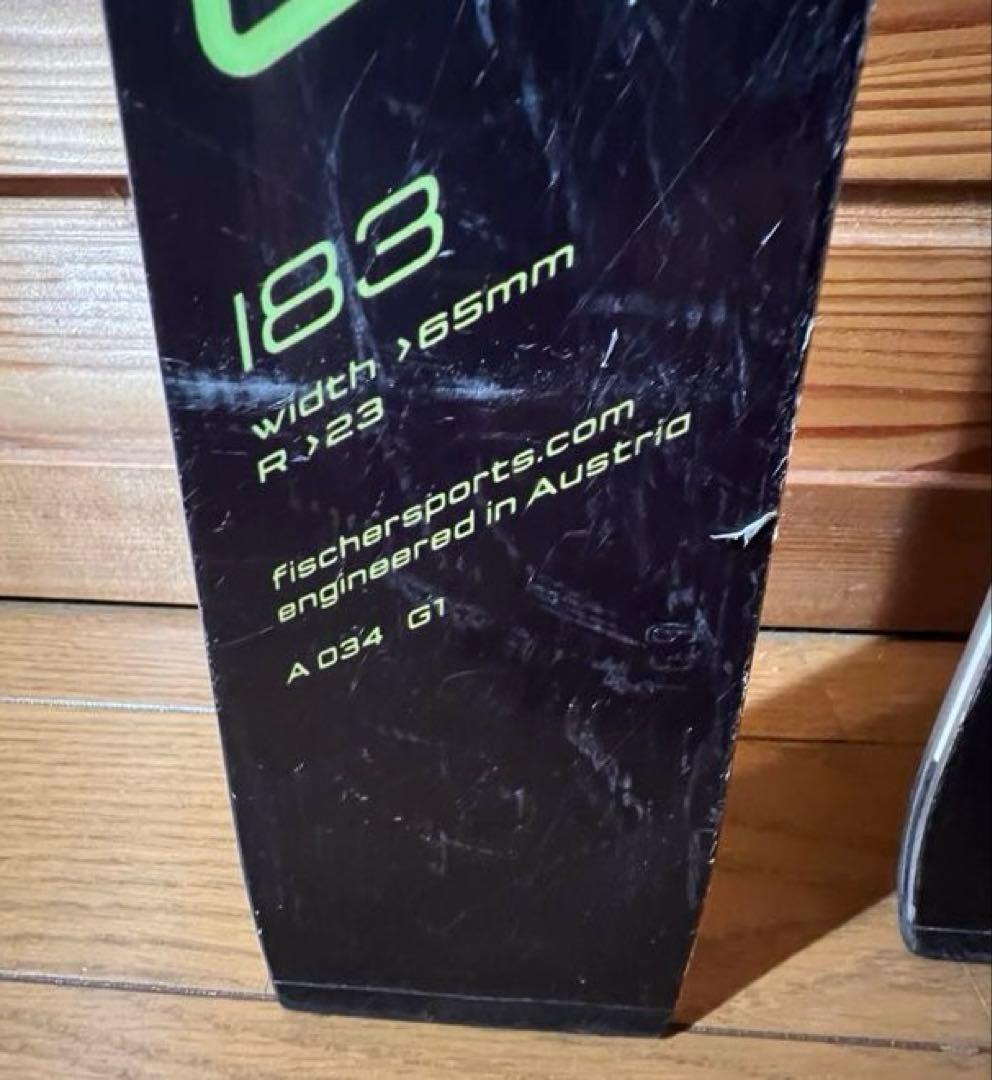 183
width >65mm
R >23
fischersports.com
engineered in Austria
A 034 G1